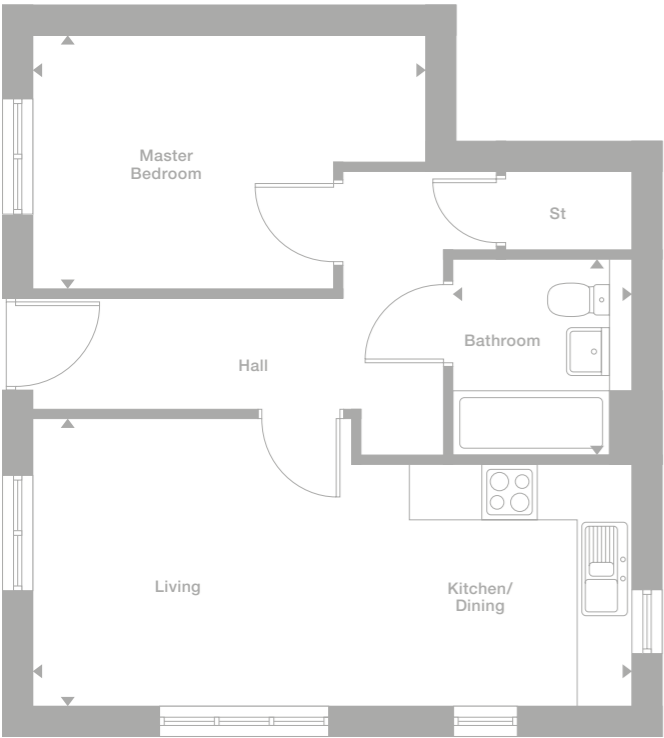 Master
Bedroom
St
Bathroom
Hall
Living
Kitchen/
Dining